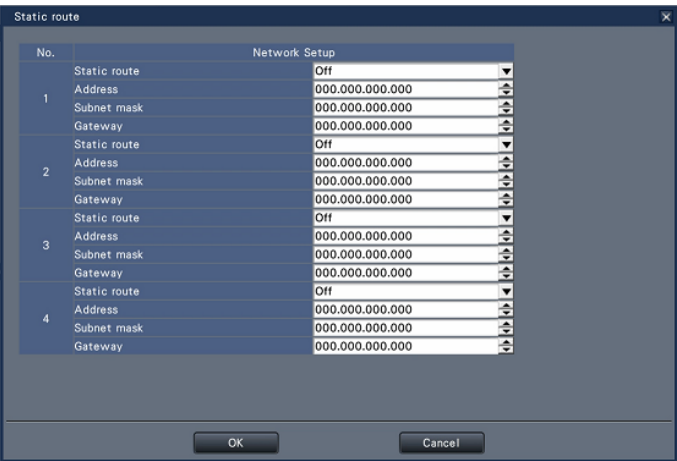 Static route
No. Network Setup
1
Static route Off
Address 000.000.000.000
Subnet mask 000.000.000.000
Gateway 000.000.000.000
2
Static route Off
Address 000.000.000.000
Subnet mask 000.000.000.000
Gateway 000.000.000.000
3
Static route Off
Address 000.000.000.000
Subnet mask 000.000.000.000
Gateway 000.000.000.000
4
Static route Off
Address 000.000.000.000
Subnet mask 000.000.000.000
Gateway 000.000.000.000
OK Cancel